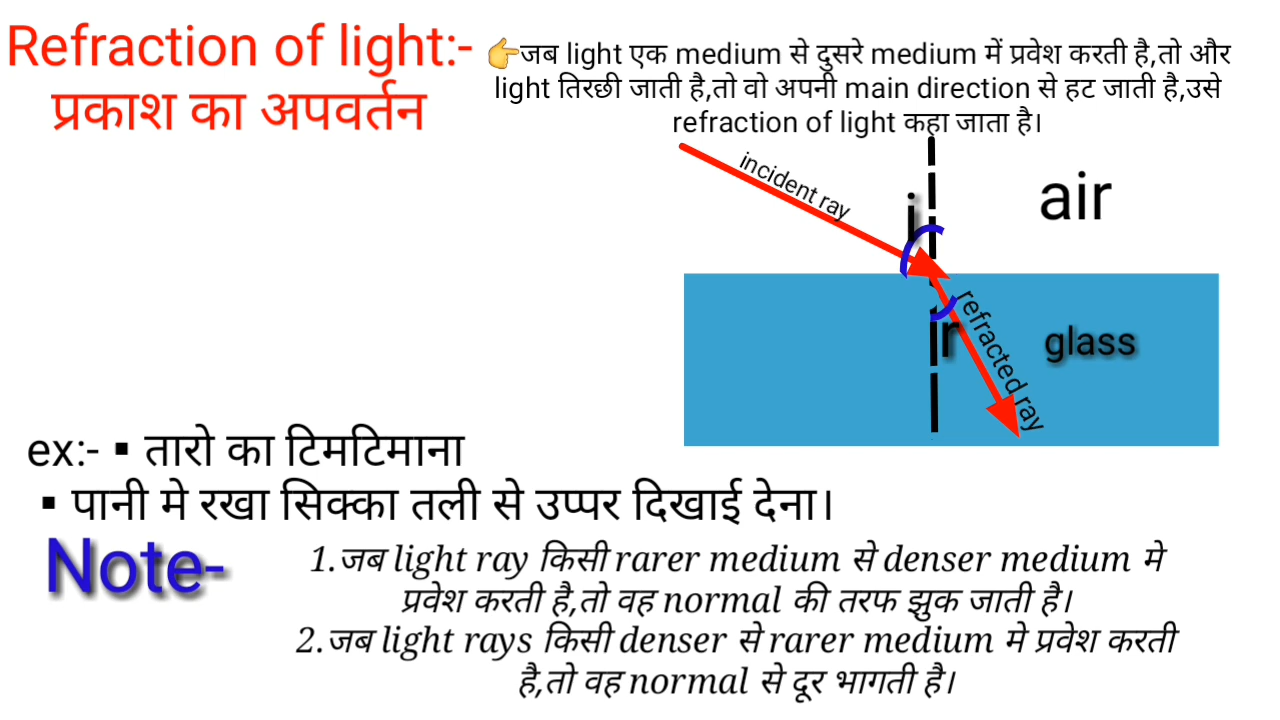 Refraction of light:-
प्रकाश का अपवर्तन
👉जब light एक medium से दुसरे medium में प्रवेश करती है,तो और
light तिरछी जाती है,तो वो अपनी main direction से हट जाती है,उसे
refraction of light कहा जाता है।
incident ray
i
air
r
refracted ray
glass
ex:- ▪ तारो का टिमटिमाना
▪ पानी मे रखा सिक्का तली से उप्पर दिखाई देना।
Note-
1.जब light ray किसी rarer medium से denser medium मे
प्रवेश करती है,तो वह normal की तरफ झुक जाती है।
2.जब light rays किसी denser से rarer medium मे प्रवेश करती
है,तो वह normal से दूर भागती है।